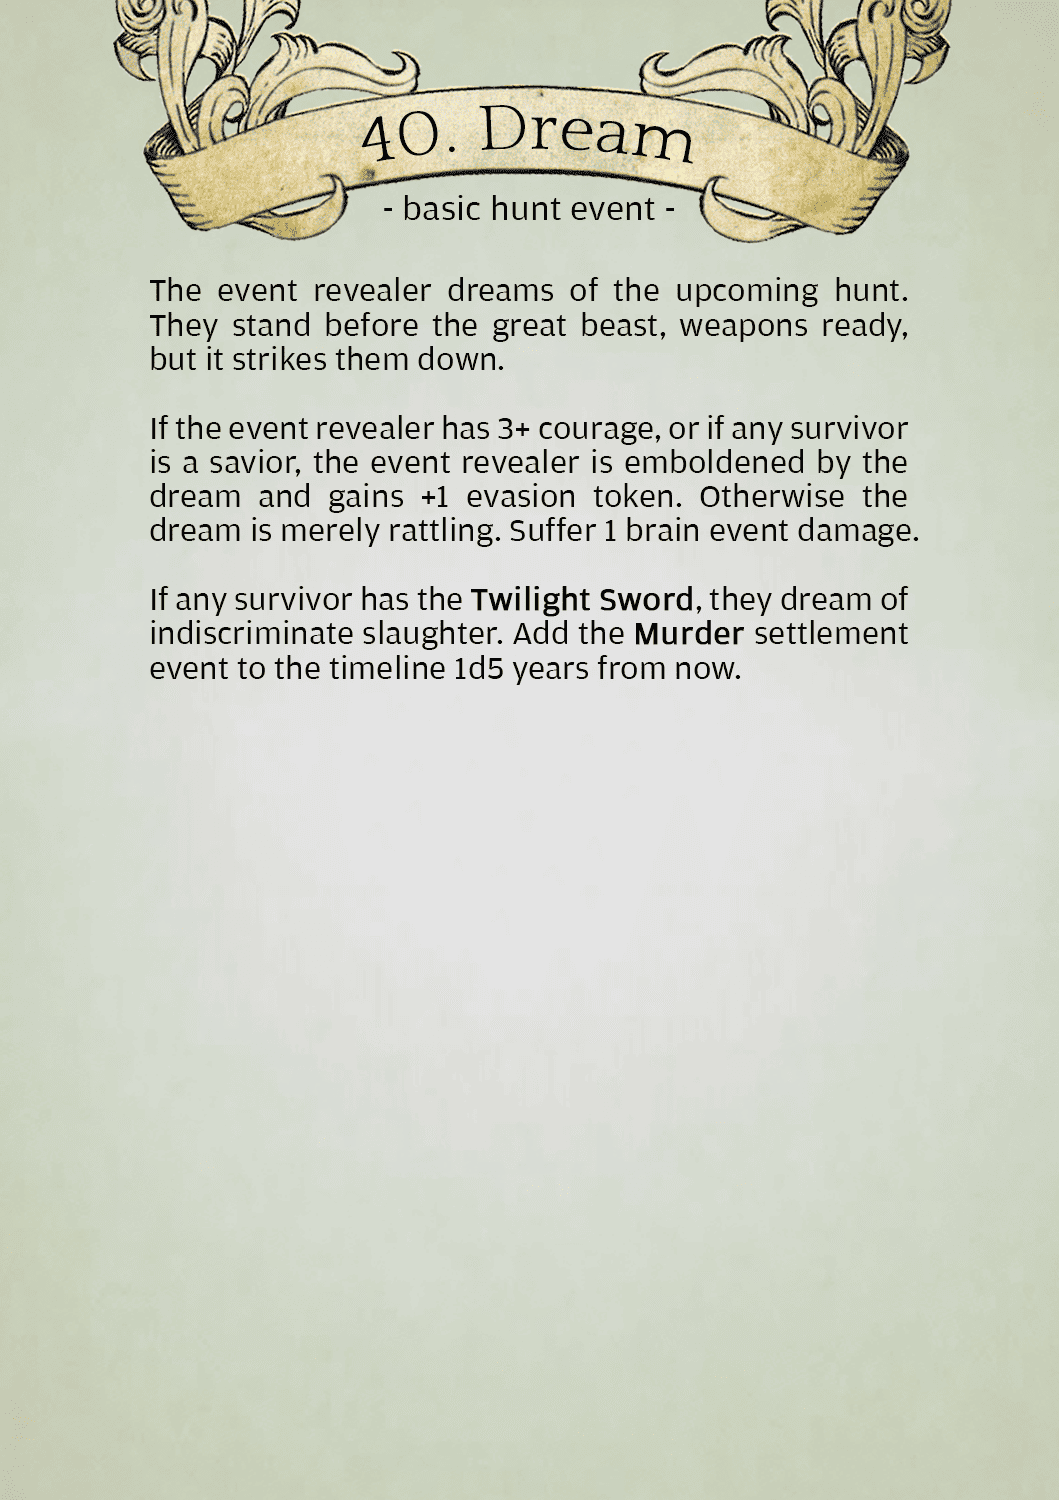 40. Dream
- basic hunt event -
The event revealer dreams of the upcoming hunt.
They stand before the great beast, weapons ready,
but it strikes them down.
If the event revealer has 3+ courage, or if any survivor
is a savior, the event revealer is emboldened by the
dream and gains +1 evasion token. Otherwise the
dream is merely rattling. Suffer 1 brain event damage.
If any survivor has the Twilight Sword, they dream of
indiscriminate slaughter. Add the Murder settlement
event to the timeline 1d5 years from now.